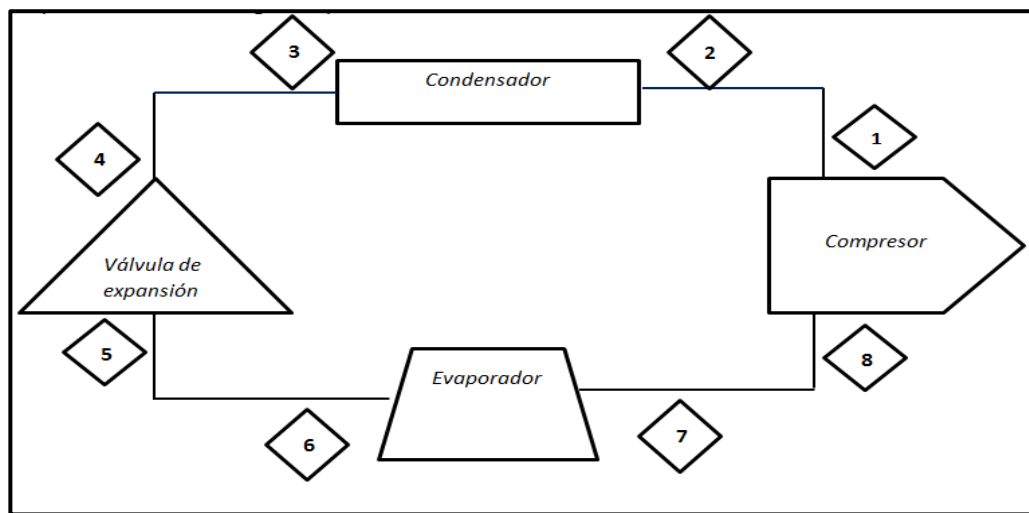 3
2
Condensador
1
4
Compresor
Válvula de
expansión
5
8
Evaporador
6
7